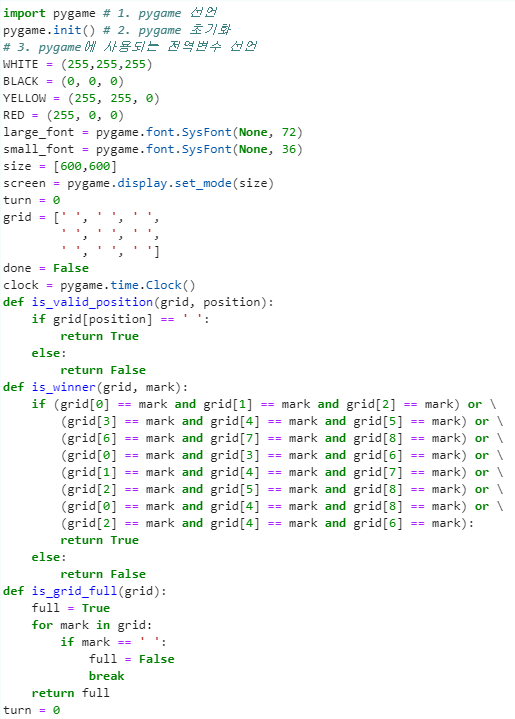 import pygame # 1. pygame 선언
pygame.init() # 2. pygame 초기화
# 3. pygame에 사용되는 전역변수 선언
WHITE = (255,255,255)
BLACK = (0, 0, 0)
YELLOW = (255, 255, 0)
RED = (255, 0, 0)
large_font = pygame.font.SysFont(None, 72)
small_font = pygame.font.SysFont(None, 36)
size = [600,600]
screen = pygame.display.set_mode(size)
turn = 0
grid = [' ', ' ', ' ',
        ' ', ' ', ' ',
        ' ', ' ', ' ']
done = False
clock = pygame.time.Clock()
def is_valid_position(grid, position):
    if grid[position] == ' ':
        return True
    else:
        return False
def is_winner(grid, mark):
    if (grid[0] == mark and grid[1] == mark and grid[2] == mark) or \
        (grid[3] == mark and grid[4] == mark and grid[5] == mark) or \
        (grid[6] == mark and grid[7] == mark and grid[8] == mark) or \
        (grid[0] == mark and grid[3] == mark and grid[6] == mark) or \
        (grid[1] == mark and grid[4] == mark and grid[7] == mark) or \
        (grid[2] == mark and grid[5] == mark and grid[8] == mark) or \
        (grid[0] == mark and grid[4] == mark and grid[8] == mark) or \
        (grid[2] == mark and grid[4] == mark and grid[6] == mark):
        return True
    else:
        return False
def is_grid_full(grid):
    full = True
    for mark in grid:
        if mark == ' ':
            full = False
            break
    return full
turn = 0